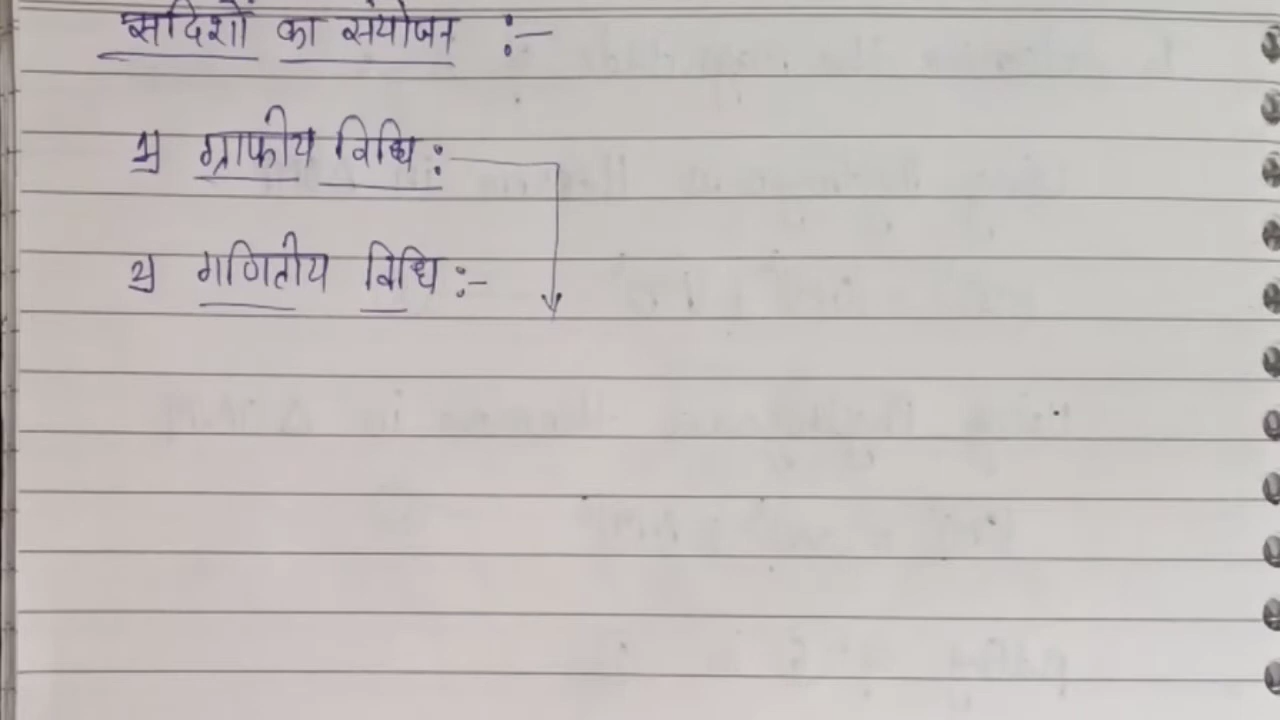 सदिशों का संयोजन :-
1) ग्राफीय विधि :
2) गणितीय विधि :-